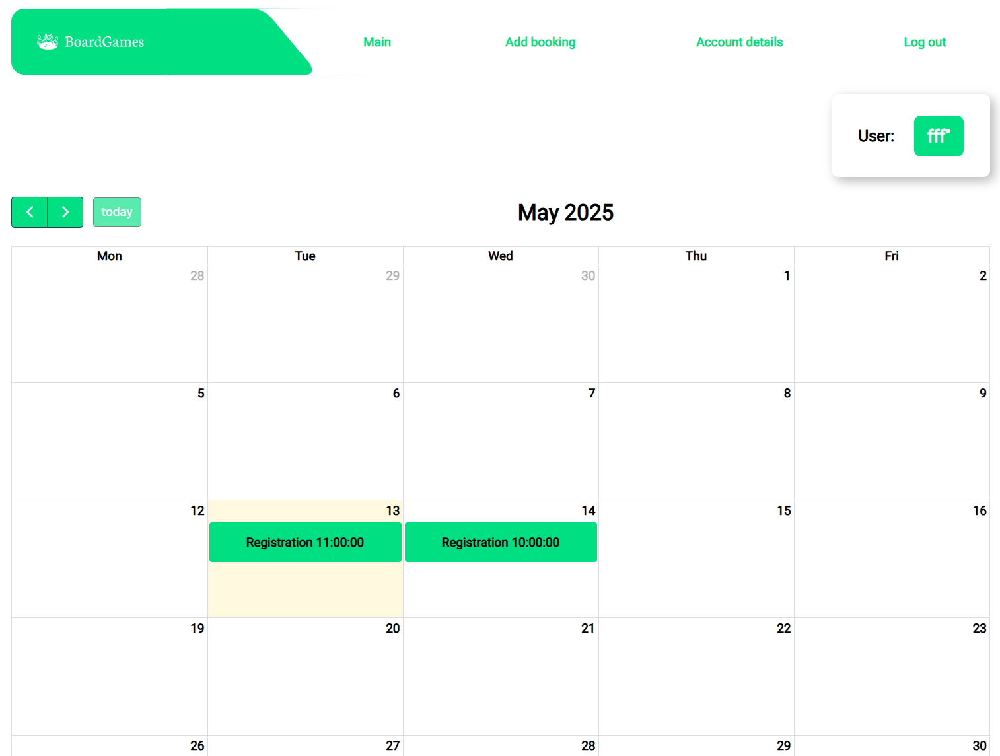 BoardGames Main Add booking Account details Log out
User: fff"
today May 2025
Mon Tue Wed Thu Fri
28 29 30 1 2
5 6 7 8 9
12 13 14 15 16
Registration 11:00:00 Registration 10:00:00
19 20 21 22 23
26 27 28 29 30